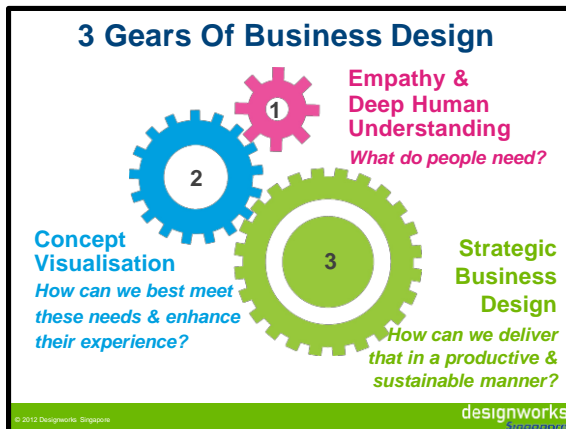 3 Gears Of Business Design
1
Empathy &
Deep Human
Understanding
What do people need?
2
Concept
Visualisation
How can we best meet
these needs & enhance
their experience?
3
Strategic
Business
Design
How can we deliver
that in a productive &
sustainable manner?
© 2012 Designworks Singapore
designworks
Singapore